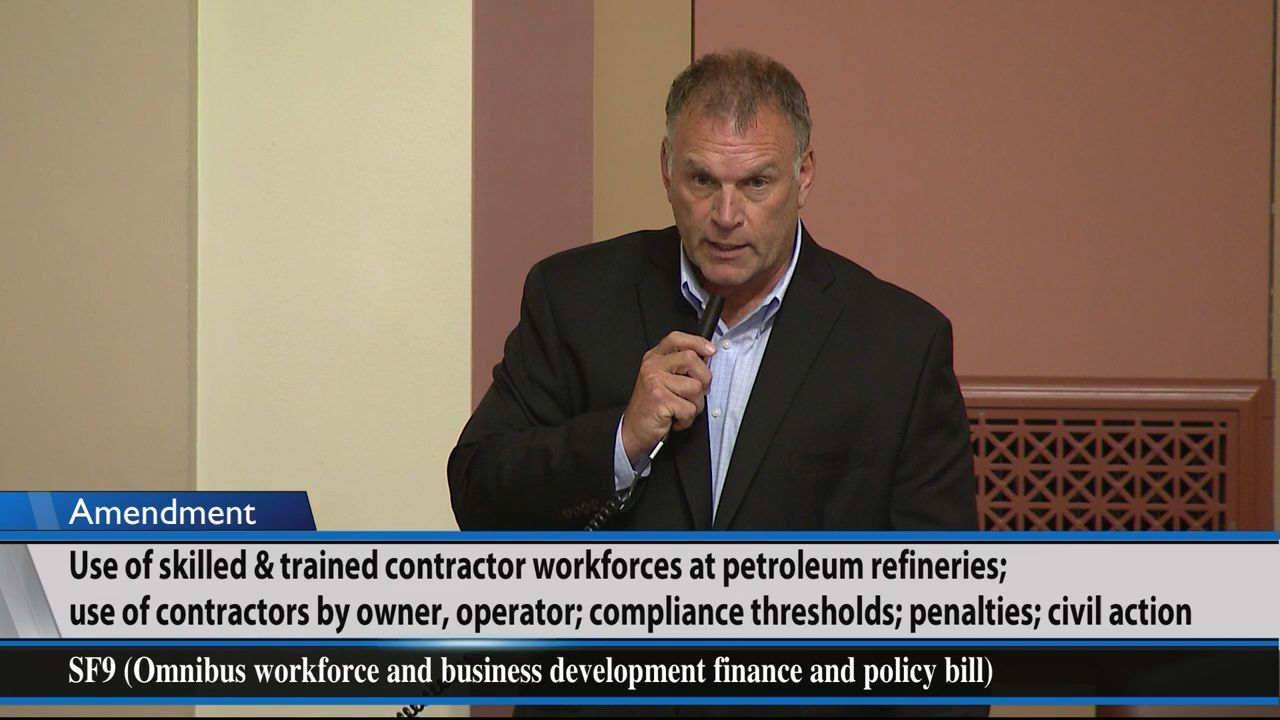 Amendment
Use of skilled & trained contractor workforces at petroleum refineries;
use of contractors by owner, operator; compliance thresholds; penalties; civil action
SF9 (Omnibus workforce and business development finance and policy bill)